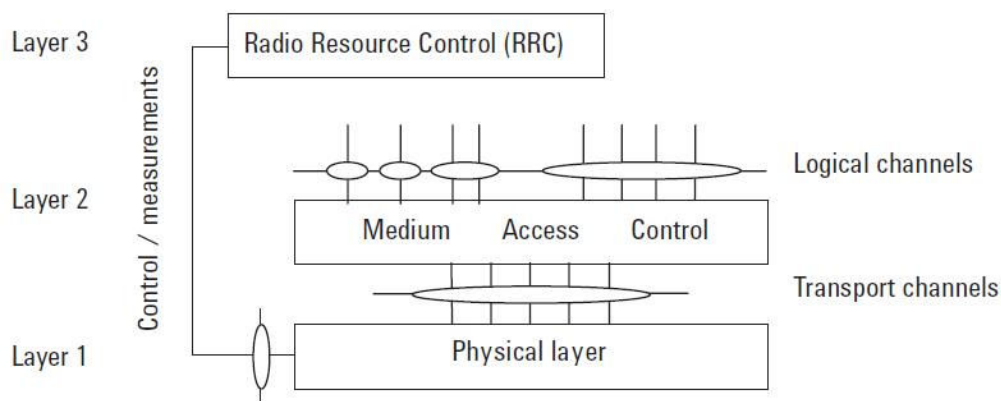 Layer 3
Radio Resource Control (RRC)
Control / measurements
Logical channels
Layer 2
Medium Access Control
Transport channels
Layer 1
Physical layer